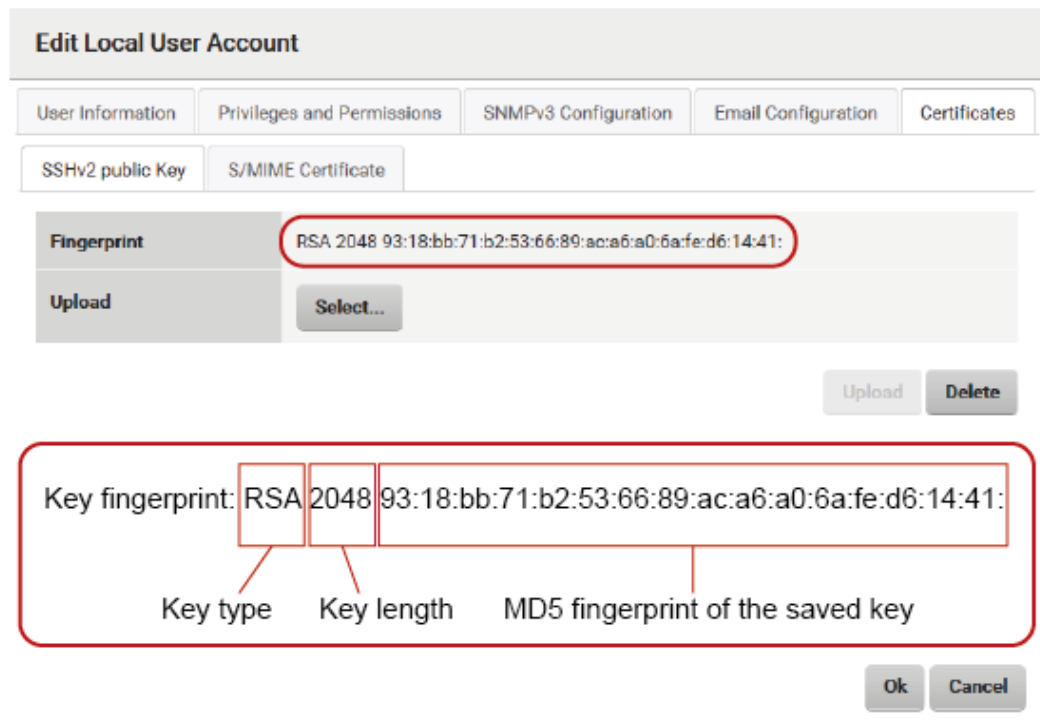 Edit Local User Account
User Information Privileges and Permissions SNMPv3 Configuration Email Configuration Certificates
SSHv2 public Key S/MIME Certificate
Fingerprint RSA 2048 93:18:bb:71:b2:53:66:89:ac:a6:a0:6a:fe:d6:14:41:
Upload Select...
Upload Delete
Key fingerprint: RSA 2048 93:18:bb:71:b2:53:66:89:ac:a6:a0:6a:fe:d6:14:41:
Key type Key length MD5 fingerprint of the saved key
Ok Cancel